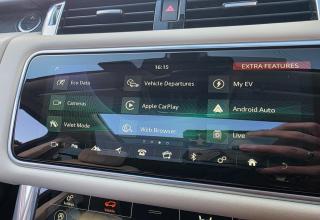 16:15
EXTRA FEATURES
Eco Data
Vehicle Departures
My EV
Cameras
Apple CarPlay
Android Auto
Valet Mode
Web Browser
Live